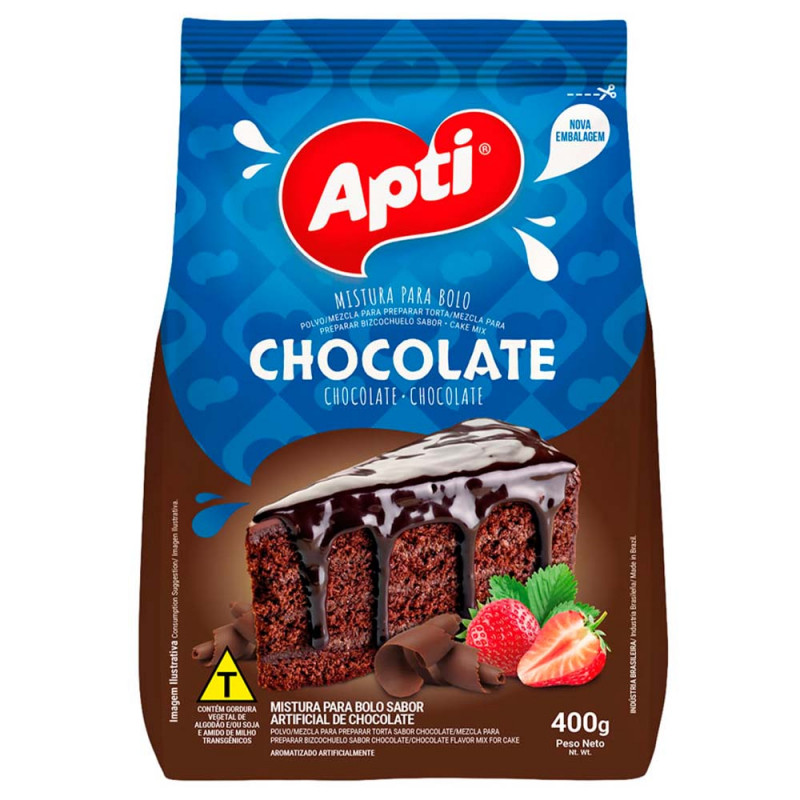 NOVA
EMBALAGEM
Apti®
MISTURA PARA BOLO
POLVO/MEZCLA PARA PREPARAR TORTA/MEZCLA PARA
PREPARAR BIZCOCHUELO SABOR • CAKE MIX
CHOCOLATE
CHOCOLATE • CHOCOLATE
Imagem Ilustrativa Consumption Suggestion/ Imagen Ilustrativa.
INDÚSTRIA BRASILEIRA/ Industria Brasileña/ Made in Brazil.
T
CONTÉM GORDURA
VEGETAL DE
ALGODÃO E/OU SOJA
E AMIDO DE MILHO
TRANSGÊNICOS
MISTURA PARA BOLO SABOR
ARTIFICIAL DE CHOCOLATE
POLVO/MEZCLA PARA PREPARAR TORTA SABOR CHOCOLATE/MEZCLA PARA
PREPARAR BIZCOCHUELO SABOR CHOCOLATE/CHOCOLATE FLAVOR MIX FOR CAKE
AROMATIZADO ARTIFICIALMENTE
400g
Peso Neto
Nt. Wt.